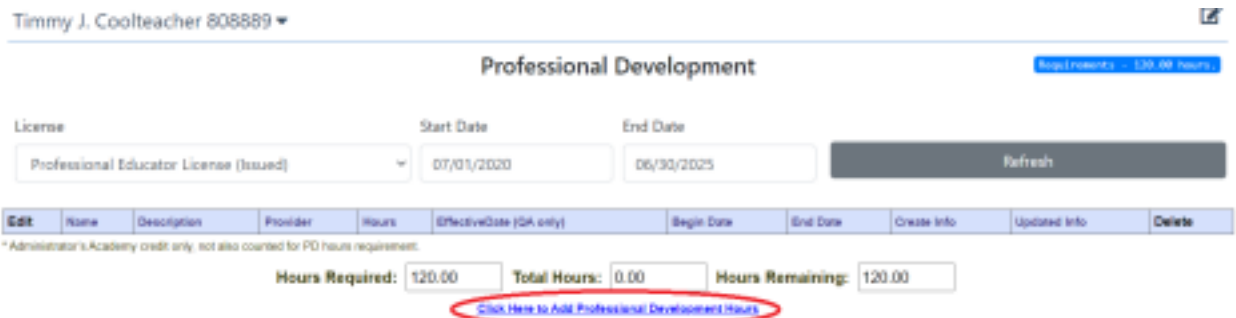 Timmy J. Coolteacher 808889
Professional Development
Requirements - 120.00 hours.
License Start Date End Date
Professional Educator License (Issued) 07/01/2020 06/30/2025 Refresh
Edit Name Description Provider Hours EffectiveDate (QA only) Begin Date End Date Create Info Updated Info Delete
* Administrator's Academy credit only, not also counted for PD hours requirement.
Hours Required: 120.00 Total Hours: 0.00 Hours Remaining: 120.00
Click Here to Add Professional Development Hours